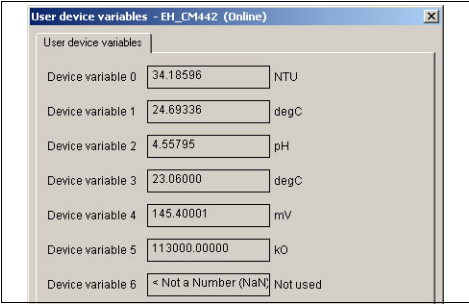 User device variables - EH_CM442 (Online)
User device variables
Device variable 0 34.18596 NTU
Device variable 1 24.69336 degC
Device variable 2 4.55795 pH
Device variable 3 23.06000 degC
Device variable 4 145.40001 mV
Device variable 5 113000.00000 kO
Device variable 6 < Not a Number (NaN) Not used